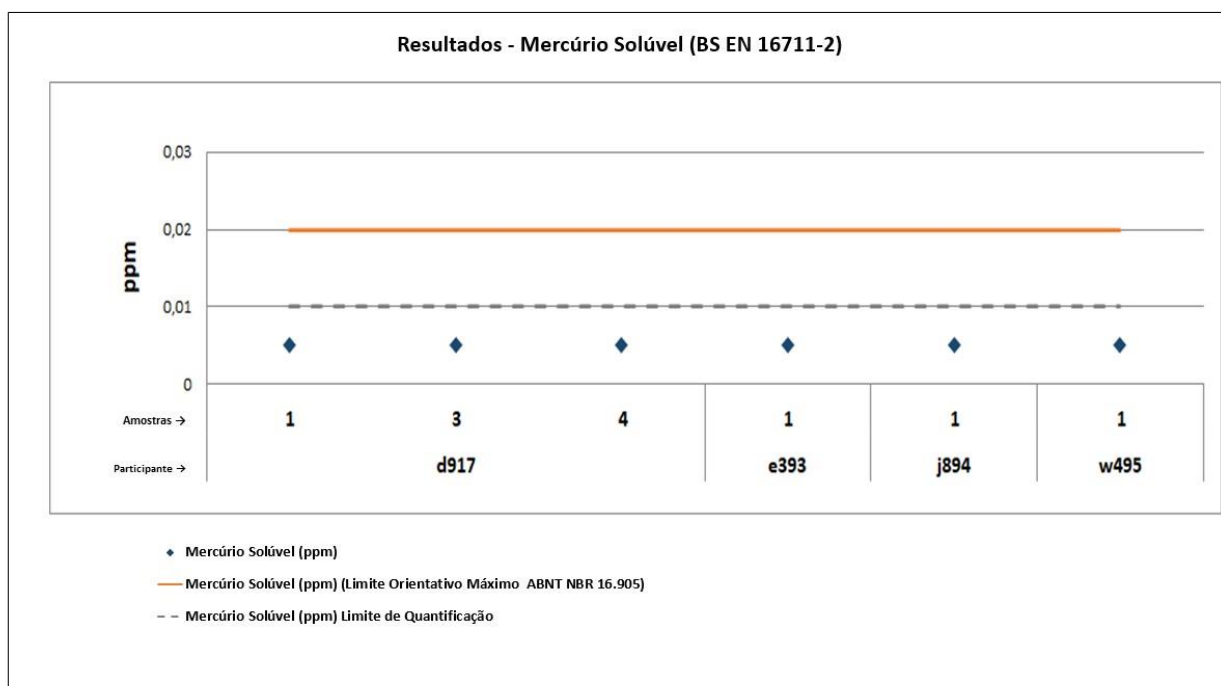 Resultados - Mercúrio Solúvel (BS EN 16711-2)
ppm
0,03
0,02
0,01
0
Amostras → 1 3 4 1 1 1
Participante → d917 e393 j894 w495
Mercúrio Solúvel (ppm)
Mercúrio Solúvel (ppm) (Limite Orientativo Máximo ABNT NBR 16.905)
Mercúrio Solúvel (ppm) Limite de Quantificação